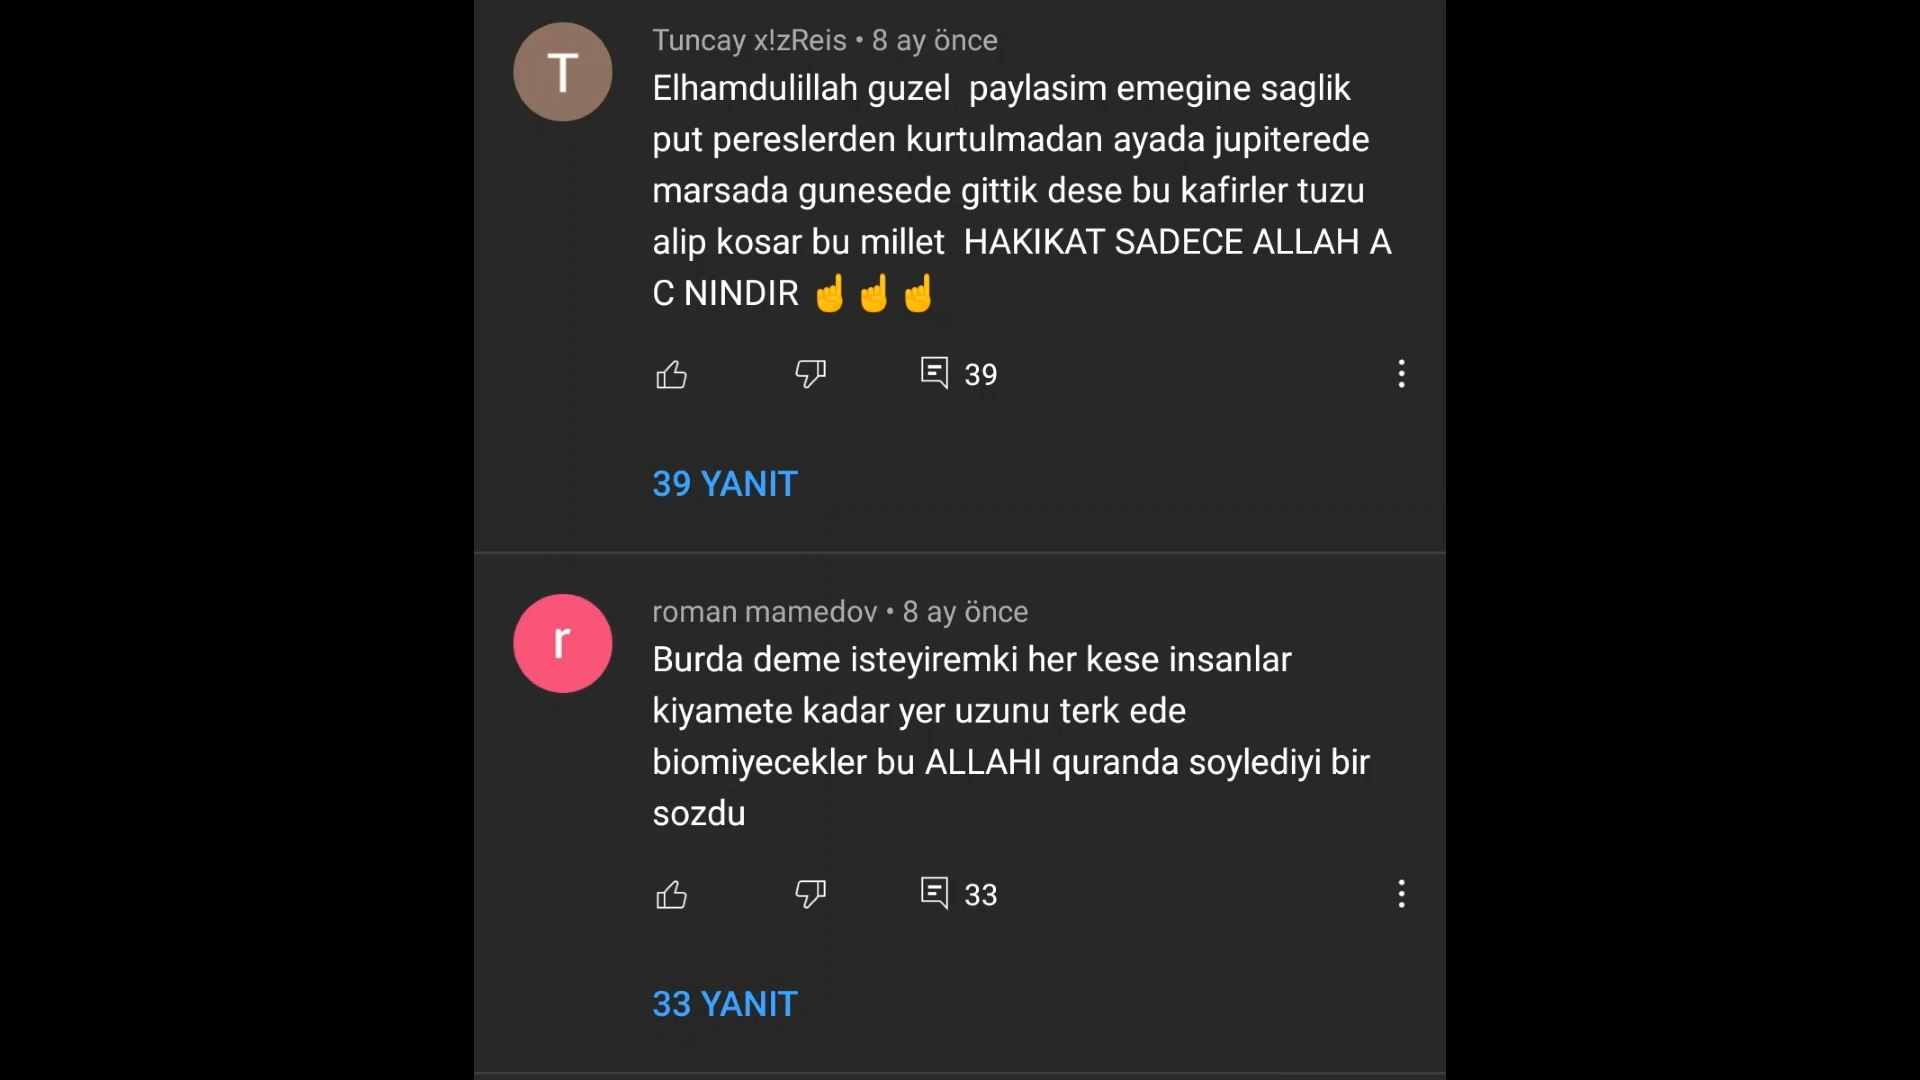 Tuncay x!zReis • 8 ay önce
T
Elhamdulillah guzel  paylasim emegine saglik
put pereslerden kurtulmadan ayada jupiterede
marsada gunesede gittik dese bu kafirler tuzu
alip kosar bu millet  HAKIKAT SADECE ALLAH A
C NINDIR ☝☝☝
39
39 YANIT
roman mamedov • 8 ay önce
r
Burda deme isteyiremki her kese insanlar
kiyamete kadar yer uzunu terk ede
biomiyecekler bu ALLAHI quranda soylediyi bir
sozdu
33
33 YANIT